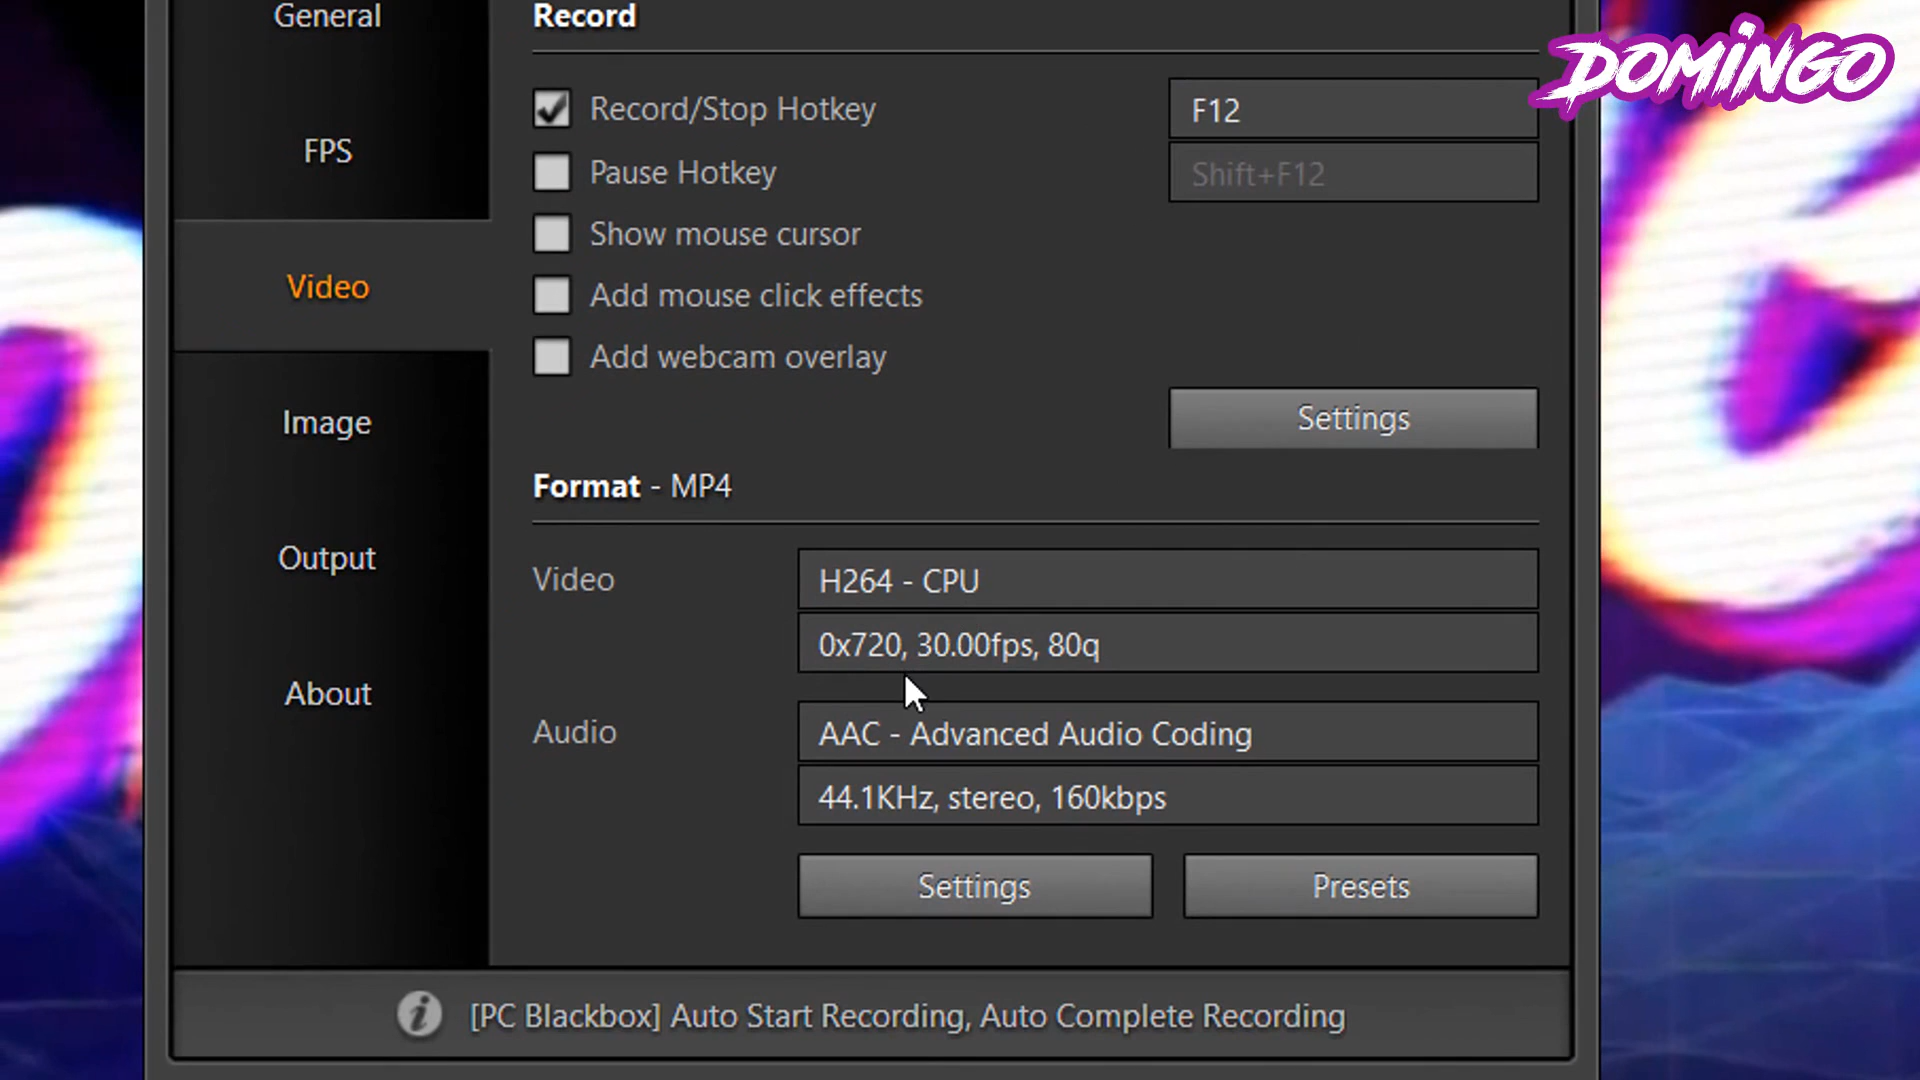 DOMINGO
General
FPS
Video
Image
Output
About
Record
Record/Stop Hotkey F12
Pause Hotkey Shift+F12
Show mouse cursor
Add mouse click effects
Add webcam overlay
Settings
Format - MP4
Video H264 - CPU
0x720, 30.00fps, 80q
Audio AAC - Advanced Audio Coding
44.1KHz, stereo, 160kbps
Settings Presets
[PC Blackbox] Auto Start Recording, Auto Complete Recording